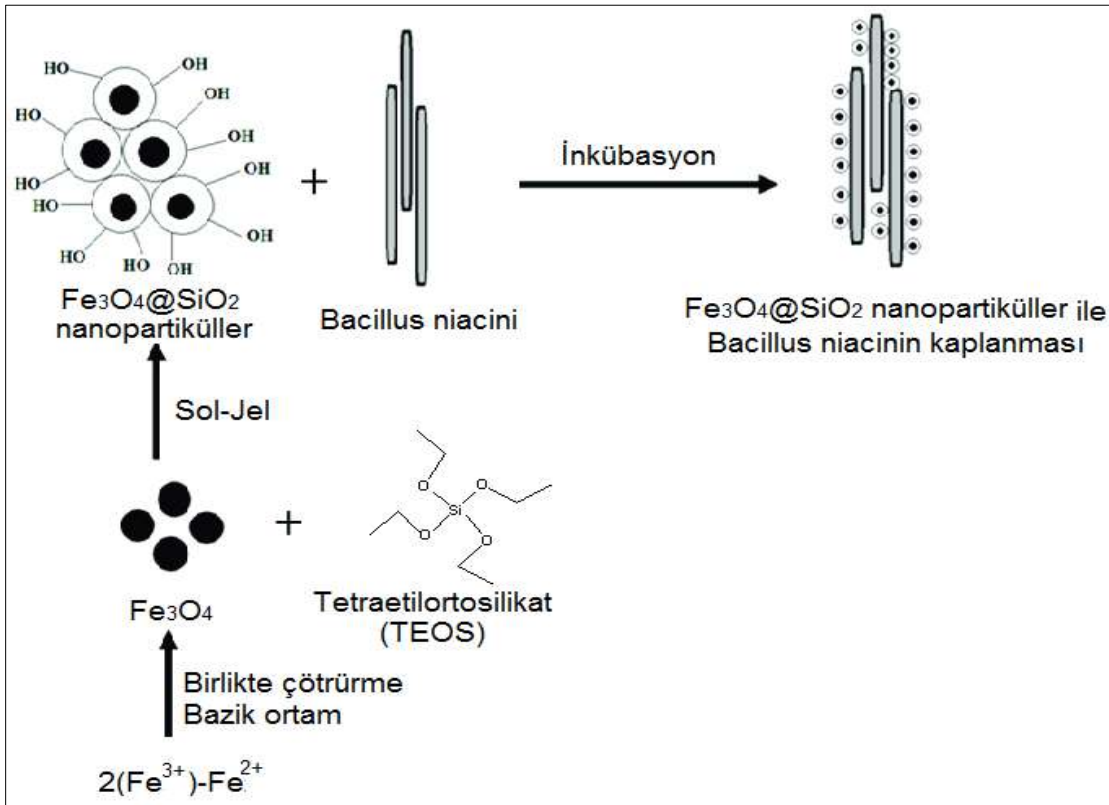 HO OH
HO OH
HO OH
HO OH
HO OH
HO HO OH
Fe₃O₄@SiO₂
nanopartiküller
+
Bacillus niacini
İnkübasyon
Fe₃O₄@SiO₂ nanopartiküller ile
Bacillus niacinin kaplanması
Sol-Jel
+
O
O
Si
O
O
Fe₃O₄
Tetraetilortosilikat
(TEOS)
Birlikte çötrürme
Bazik ortam
2(Fe³⁺)-Fe²⁺